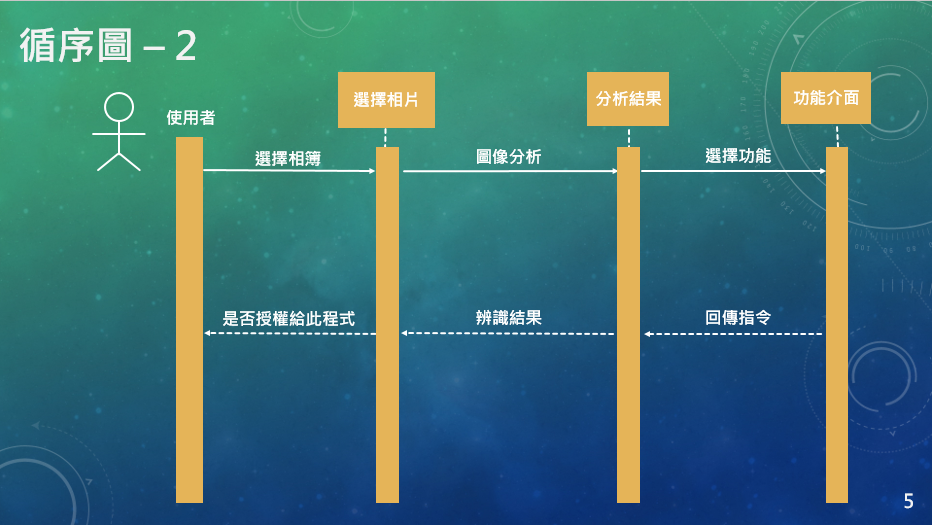 循序圖 – 2
使用者
選擇相片
分析結果
功能介面
選擇相簿
圖像分析
選擇功能
是否授權給此程式
辨識結果
回傳指令
5